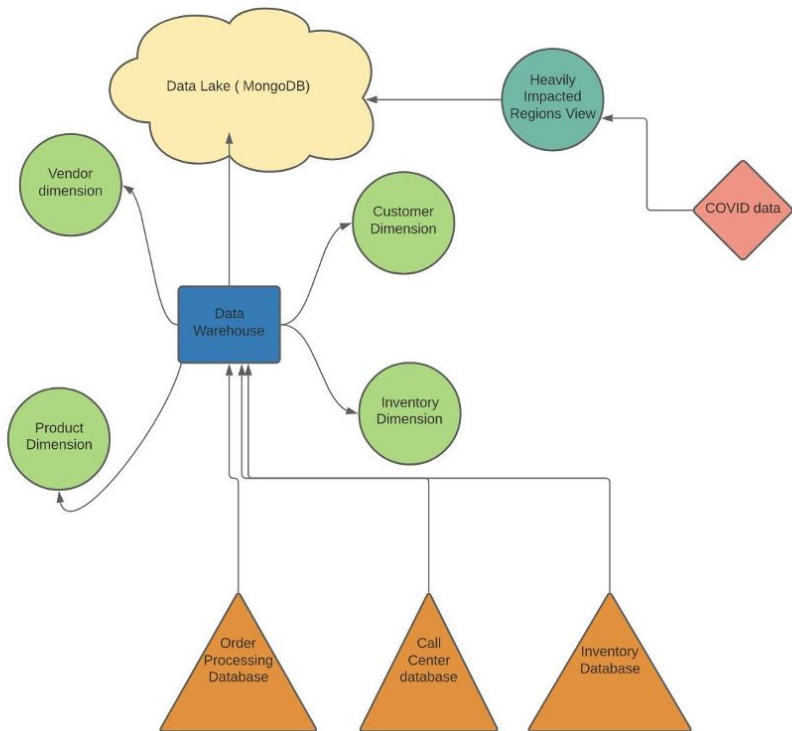 Data Lake ( MongoDB)
Heavily
Impacted
Regions View
Vendor
dimension
Customer
Dimension
COVID data
Data
Warehouse
Product
Dimension
Inventory
Dimension
Order
Processing
Database
Call
Center
database
Inventory
Database